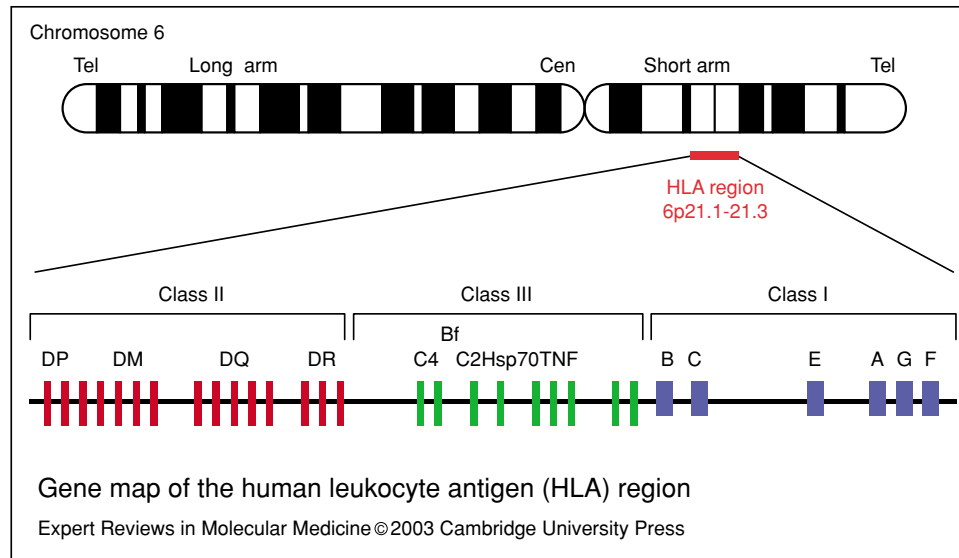 Chromosome 6
Tel Long arm Cen Short arm Tel
HLA region
6p21.1-21.3
Class II Class III Class I
Bf
DP DM DQ DR C4 C2Hsp70TNF B C E A G F
Gene map of the human leukocyte antigen (HLA) region
Expert Reviews in Molecular Medicine©2003 Cambridge University Press